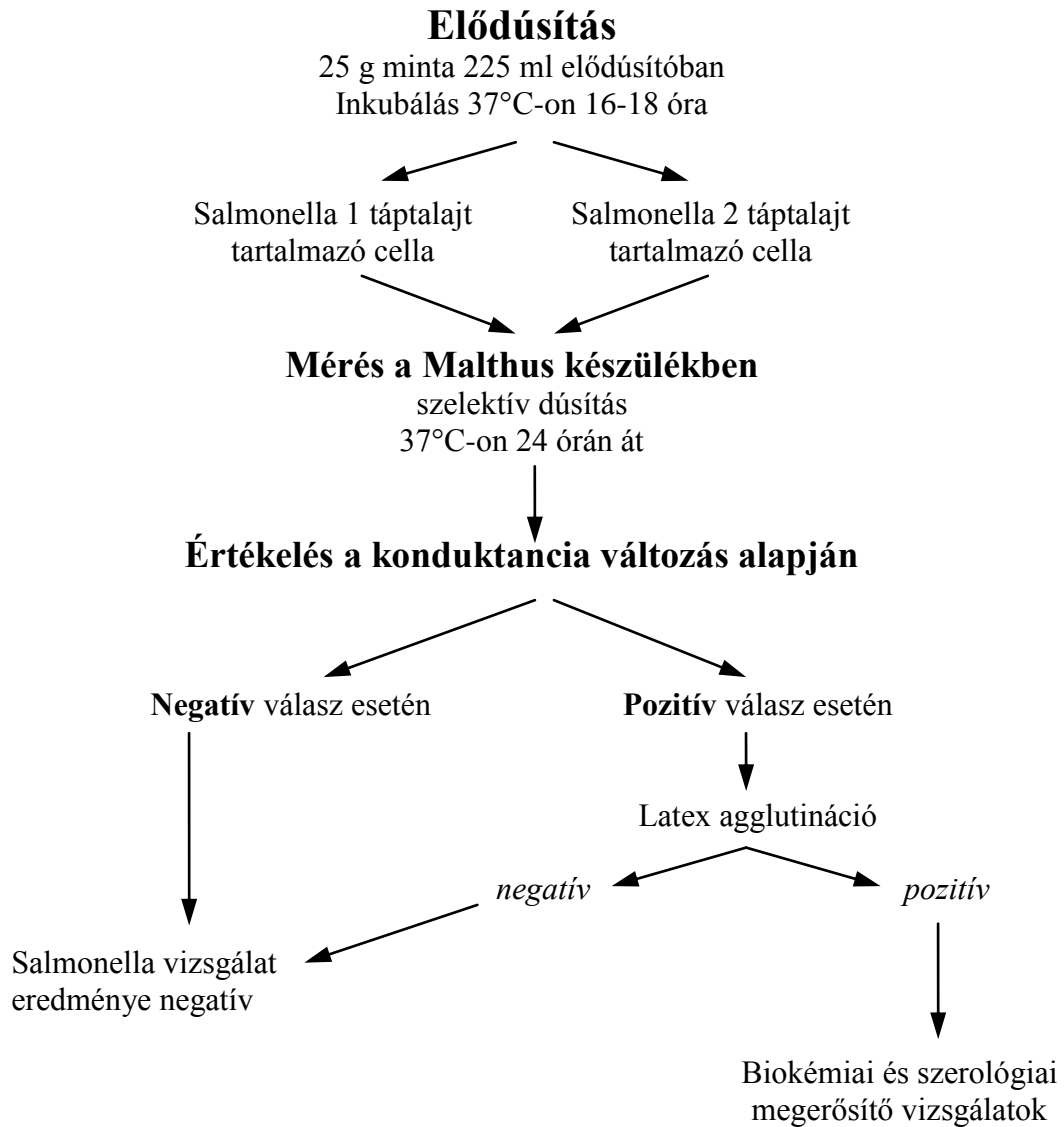 Elődúsítás
25 g minta 225 ml elődúsítóban
Inkubálás 37°C-on 16-18 óra
Salmonella 1 táptalajt
tartalmazó cella
Salmonella 2 táptalajt
tartalmazó cella
Mérés a Malthus készülékben
szelektív dúsítás
37°C-on 24 órán át
Értékelés a konduktancia változás alapján
Negatív válasz esetén
Pozitív válasz esetén
Latex agglutináció
negatív
pozitív
Salmonella vizsgálat
eredménye negatív
Biokémiai és szerológiai
megerősítő vizsgálatok